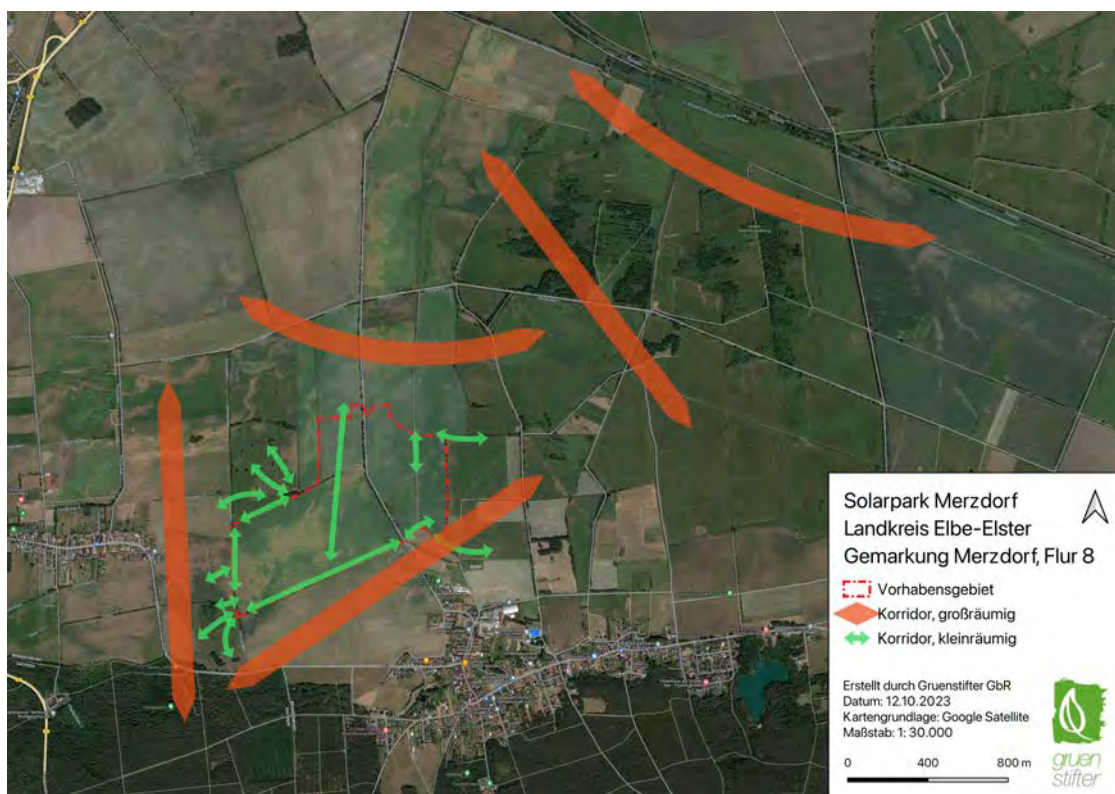 Solarpark Merzdorf
Landkreis Elbe-Elster
Gemarkung Merzdorf, Flur 8
Vorhabensgebiet
Korridor, großräumig
Korridor, kleinräumig
Erstellt durch Gruenstifter GbR
Datum: 12.10.2023
Kartengrundlage: Google Satellite
Maßstab: 1: 30.000
0 400 800 m
gruen
stifter